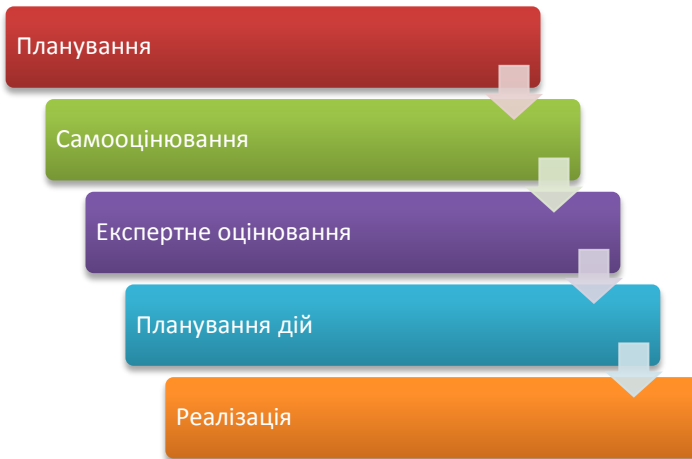 Планування
Самооцінювання
Експертне оцінювання
Планування дій
Реалізація